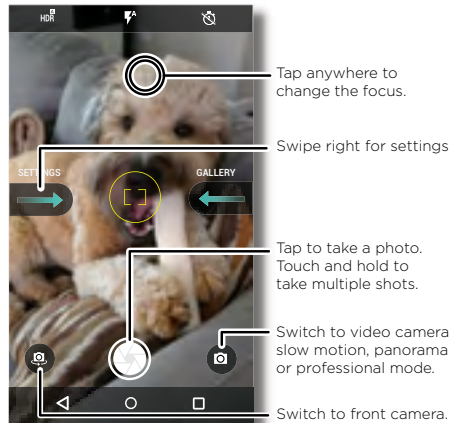 HDR
A
A
Tap anywhere to
change the focus.
Swipe right for settings
SETTINGS
GALLERY
Tap to take a photo.
Touch and hold to
take multiple shots.
Switch to video camera
slow motion, panorama
or professional mode.
Switch to front camera.